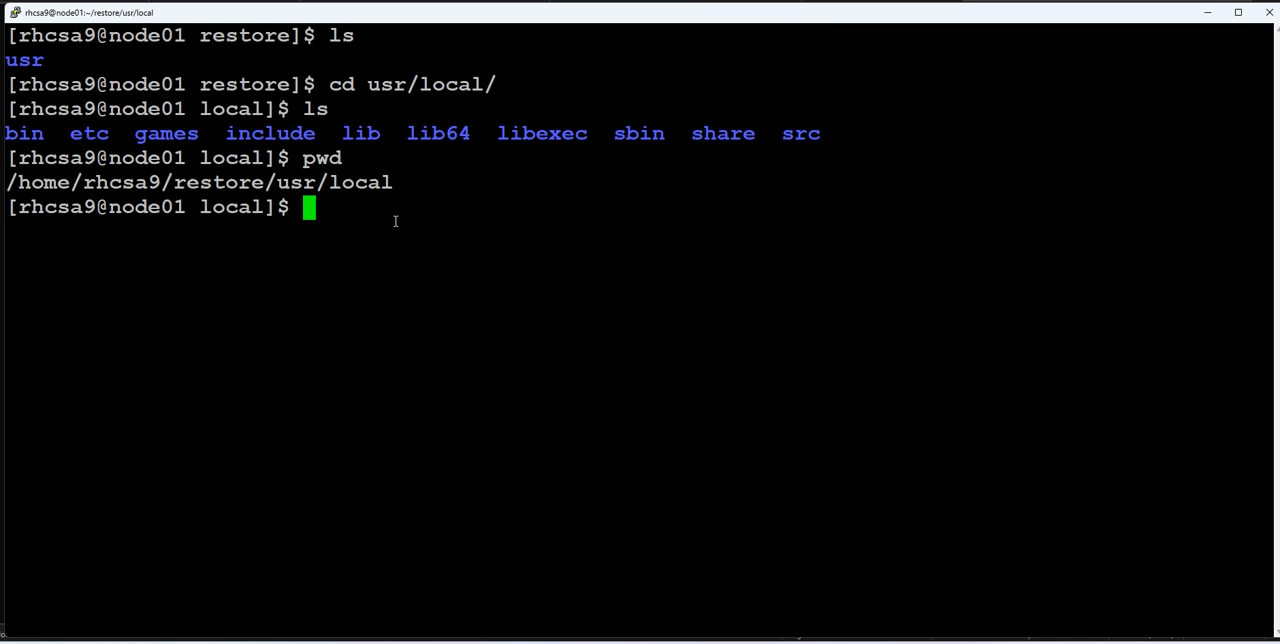 rhcsa9@node01:~/restore/usr/local
[rhcsa9@node01 restore]$ ls
usr
[rhcsa9@node01 restore]$ cd usr/local/
[rhcsa9@node01 local]$ ls
bin  etc  games  include  lib  lib64  libexec  sbin  share  src
[rhcsa9@node01 local]$ pwd
/home/rhcsa9/restore/usr/local
[rhcsa9@node01 local]$